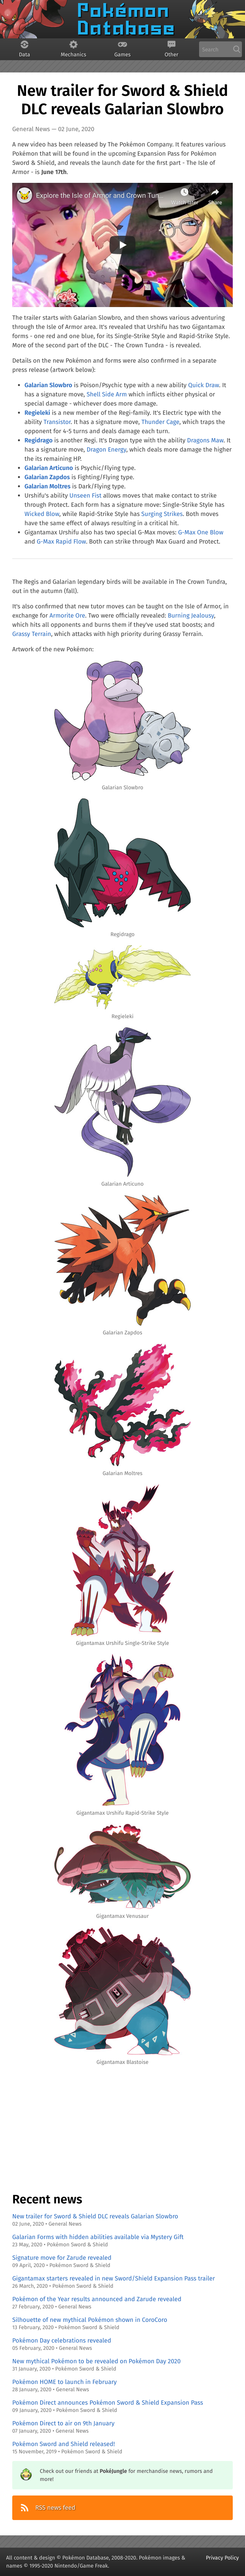 Pokémon
Database
Data
Mechanics
Games
Other
Search
New trailer for Sword & Shield
DLC reveals Galarian Slowbro
General News — 02 June, 2020
A new video has been released by The Pokémon Company. It features various
Pokémon that will be found in the upcoming Expansion Pass for Pokémon
Sword & Shield, and reveals the launch date for the first part - The Isle of
Armor - is June 17th.
Explore the Isle of Armor and Crown Tun
Share
The trailer starts with Galarian Slowbro, and then shows various surrounding
through the Isle of Armor area. It's revealed that Urshifu has two Gigantamax
forms - one red and one blue, for its Single-Strike Style and Rapid-Strike Style.
More of the second part of the DLC - The Crown Tundra - is revealed.
Details on the new Pokémon and forms were also confirmed in a separate
press release (artwork below):
Galarian Slowbro is Poison/Psychic type with a new ability Quick Draw. It
has a signature move, Shell Side Arm which inflicts either physical or
special damage - whichever does more damage.
Regieleki is a new member of the Regi family. It's Electric type with the
ability Transistor. It has a signature move, Thunder Cage, which traps the
opponent for 4-5 turns and deals damage each turn.
Regidrago is the other new Regi. It's Dragon type with the ability Dragons Maw. It
has a signature move, Dragon Energy, which deals more damage the higher
the its remaining HP.
Galarian Articuno is Psychic/Flying type.
Galarian Zapdos is Fighting/Flying type.
Galarian Moltres is Dark/Flying type.
Urshifu's ability Unseen Fist allows moves that make contact to strike
through Protect. Each form has a signature move: Single-Strike Style has
Wicked Blow, while Rapid-Strike Style has Surging Strikes. Both moves
have the same effect of always resulting in a critical hit.
Gigantamax Urshifu also has two special G-Max moves: G-Max One Blow
and G-Max Rapid Flow. Both can strike through Max Guard and Protect.
The Regis and Galarian legendary birds will be available in The Crown Tundra,
out in the autumn (fall).
It's also confirmed that new tutor moves can be taught on the Isle of Armor, in
exchange for Armorite Ore. Two were officially revealed: Burning Jealousy,
which hits all opponents and burns them if they've used stat boosts; and
Grassy Terrain, which attacks with high priority during Grassy Terrain.
Artwork of the new Pokémon:
Galarian Slowbro
Regidrago
Regieleki
Galarian Articuno
Galarian Zapdos
Galarian Moltres
Gigantamax Urshifu Single-Strike Style
Gigantamax Urshifu Rapid-Strike Style
Gigantamax Venusaur
Gigantamax Blastoise
Recent news
New trailer for Sword & Shield DLC reveals Galarian Slowbro
02 June, 2020 • General News
Galarian Forms with hidden abilities available via Mystery Gift
23 May, 2020 • Pokémon Sword & Shield
Signature move for Zarude revealed
09 April, 2020 • Pokémon Sword & Shield
Gigantamax starters revealed in new Sword/Shield Expansion Pass trailer
26 March, 2020 • Pokémon Sword & Shield
Pokémon of the Year results announced and Zarude revealed
27 February, 2020 • General News
Silhouette of new mythical Pokémon shown in CoroCoro
13 February, 2020 • Pokémon Sword & Shield
Pokémon Day celebrations revealed
05 February, 2020 • General News
New mythical Pokémon to be revealed on Pokémon Day 2020
31 January, 2020 • Pokémon Sword & Shield
Pokémon HOME to launch in February
28 January, 2020 • General News
Pokémon Direct announces Pokémon Sword & Shield Expansion Pass
09 January, 2020 • Pokémon Sword & Shield
Pokémon Direct to air on 9th January
07 January, 2020 • General News
Pokémon Sword and Shield released!
15 November, 2019 • Pokémon Sword & Shield
Check out our friends at PokéJungle for merchandise news, rumors and
more!
RSS news feed
All content & design © Pokémon Database, 2008-2020. Pokémon images &
names © 1995-2020 Nintendo/Game Freak.
Privacy Policy